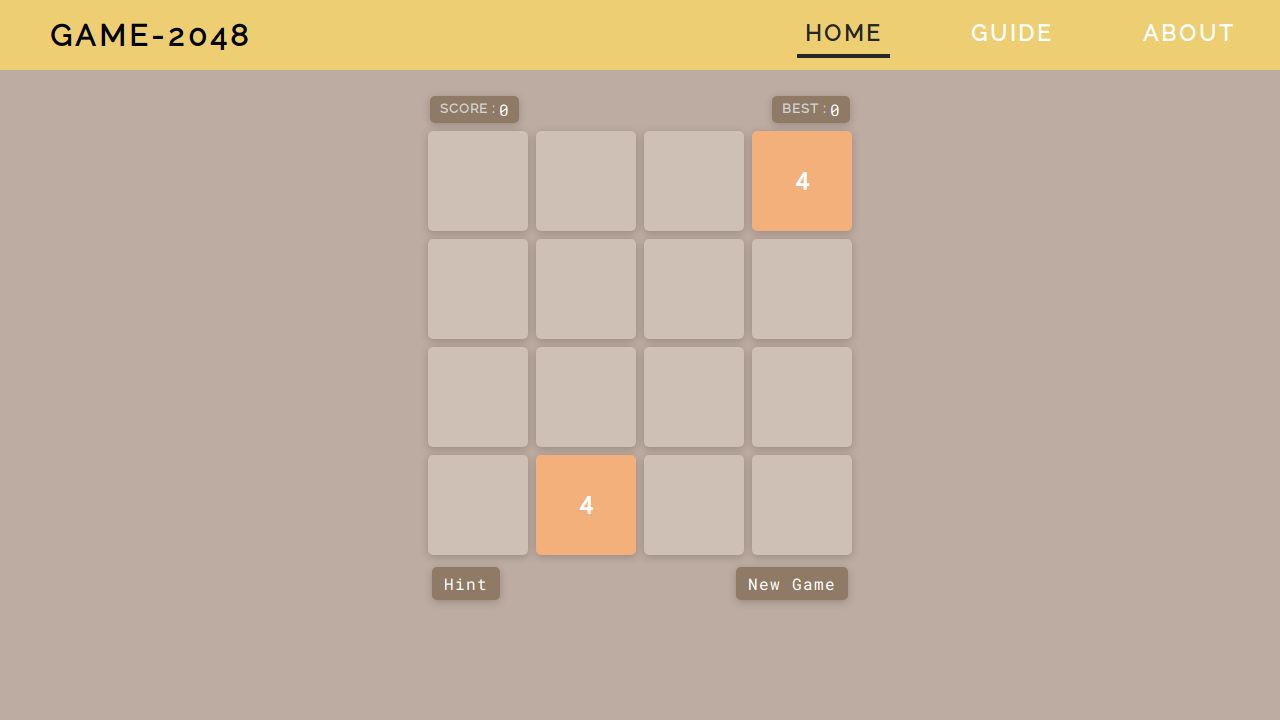 GAME-2048
HOME GUIDE ABOUT
SCORE : 0
BEST : 0
4
4
Hint
New Game